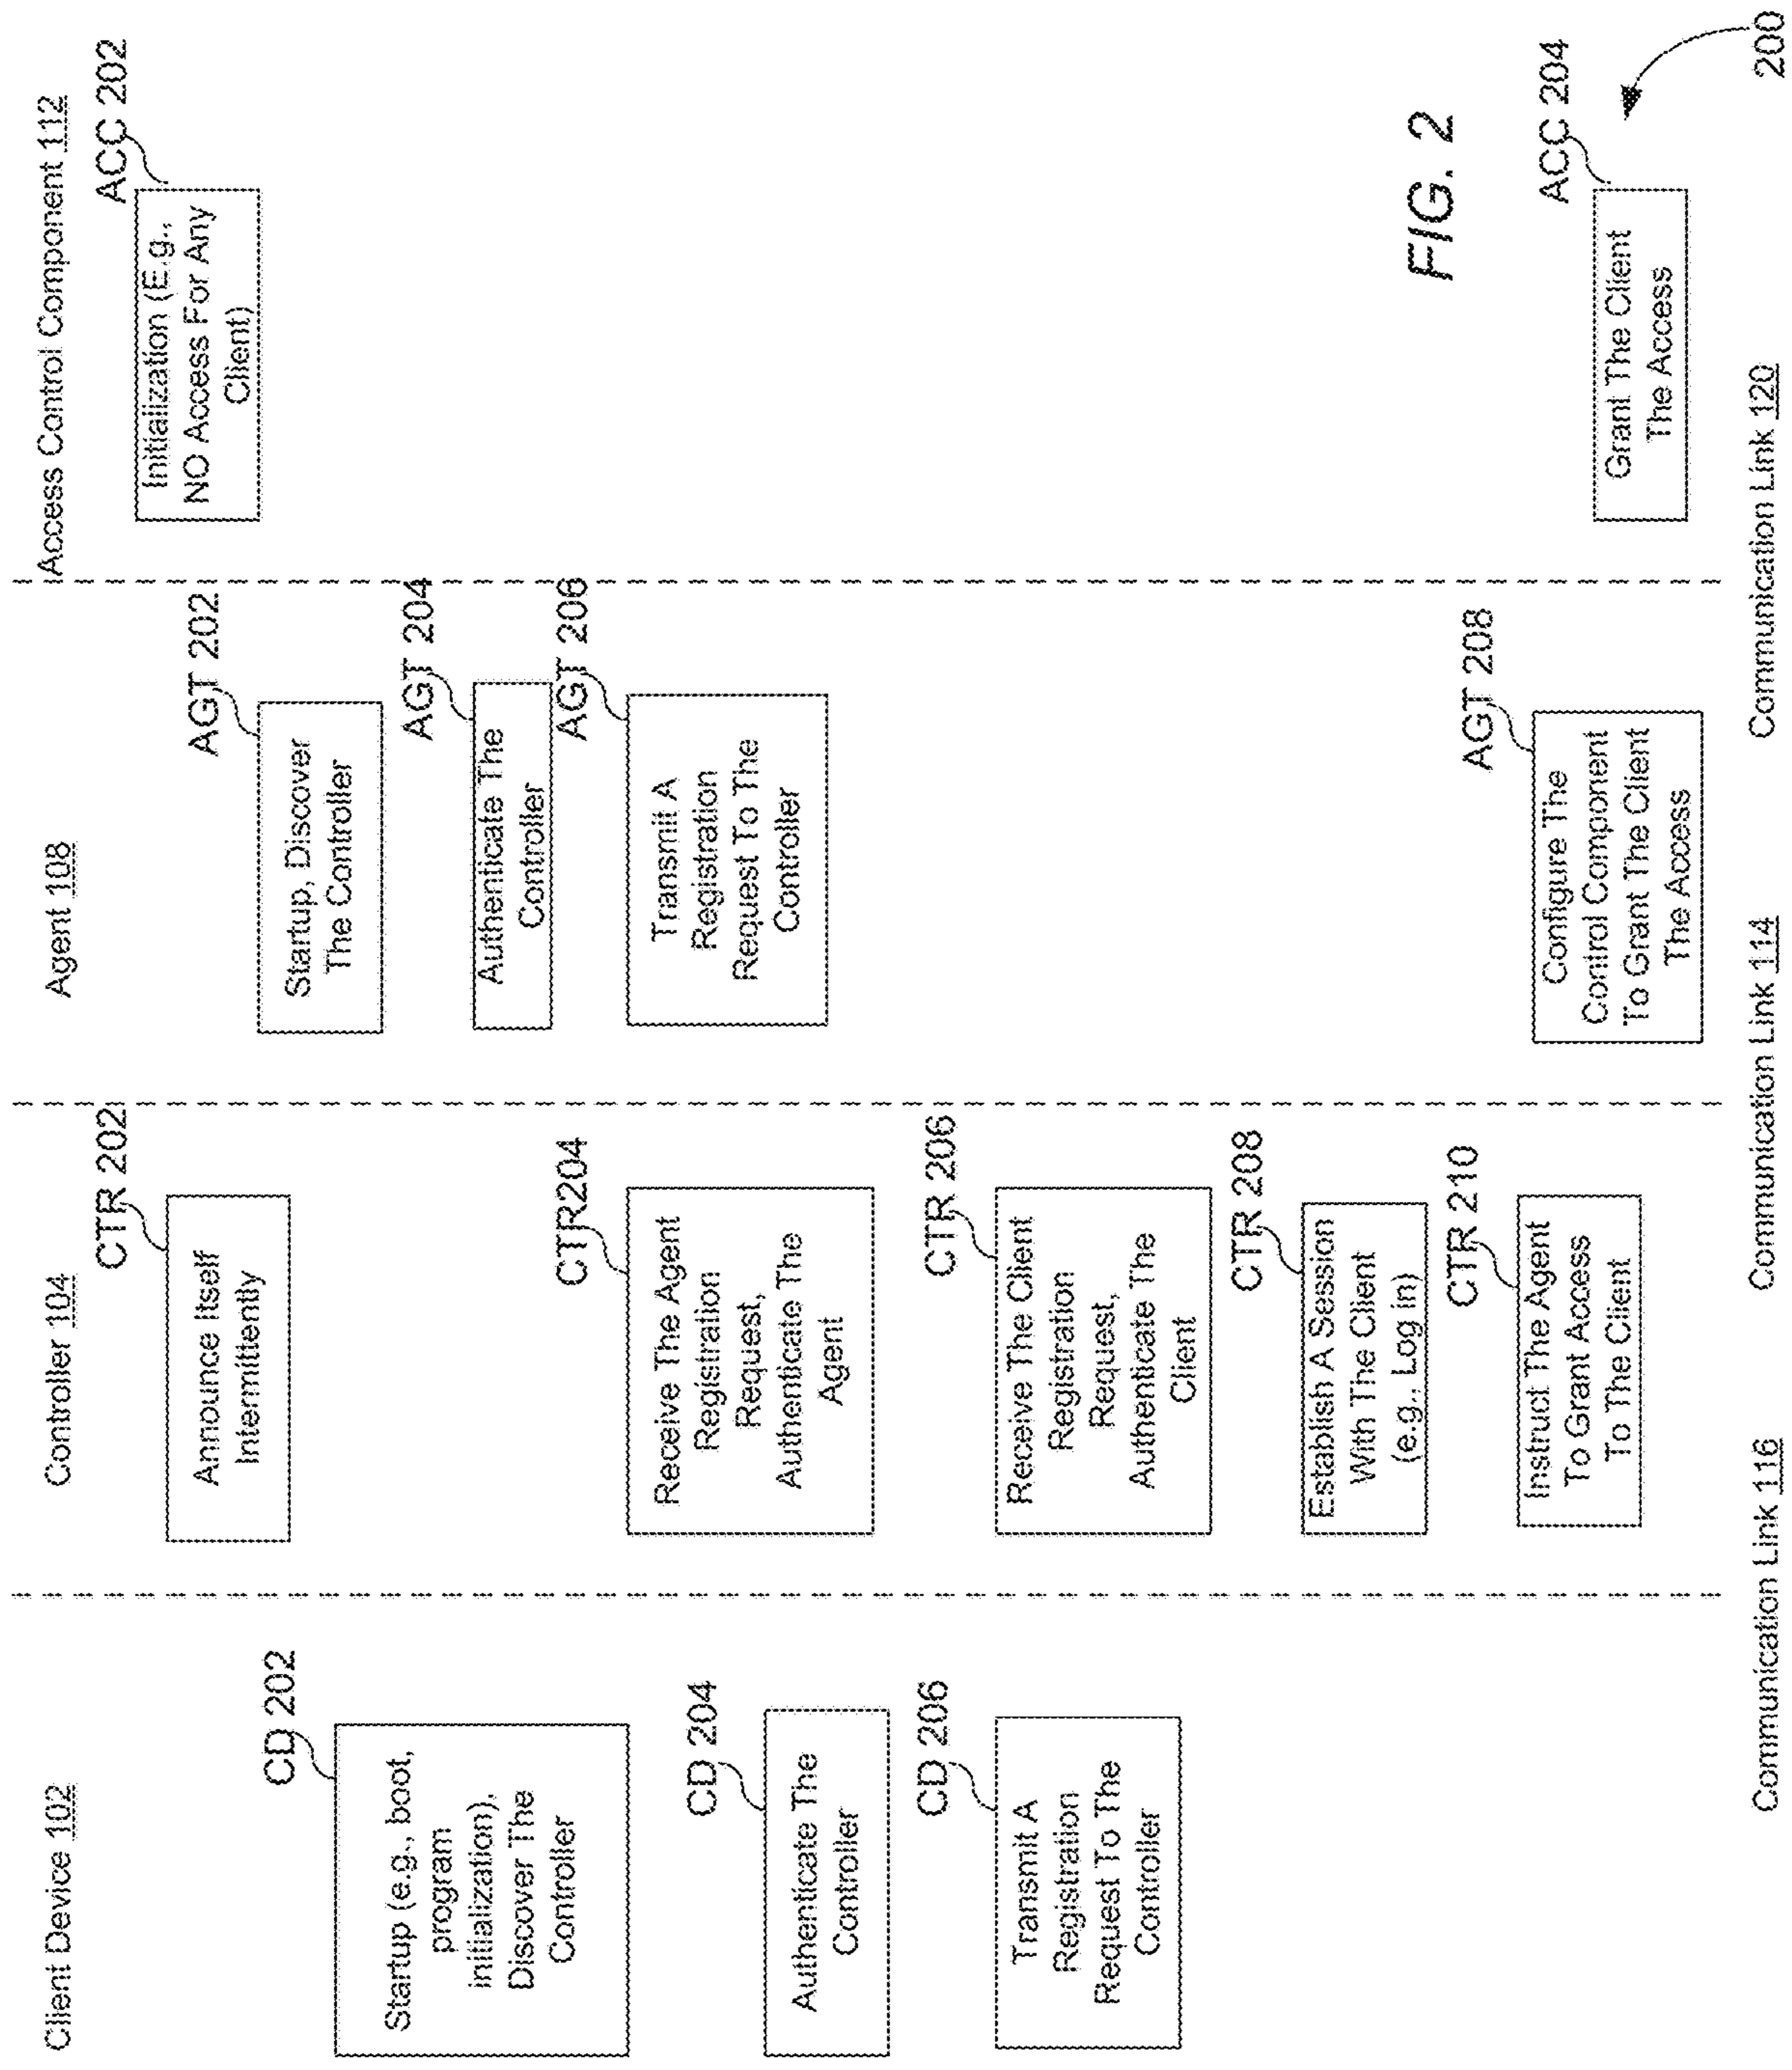 Client Device 102
Controller 104
Agent 108
Access Control Component 112
CD 202
Startup (e.g., boot,
program
initialization),
Discover The
Controller
CD 204
Authenticate The
Controller
CD 206
Transmit A
Registration
Request To The
Controller
CTR 202
Announce Itself
Intermittently
CTR204
Receive The Agent
Registration
Request,
Authenticate The
Agent
CTR 206
Receive The Client
Registration
Request,
Authenticate The
Client
CTR 208
Establish A Session
With The Client
(e.g., Log in)
CTR 210
Instruct The Agent
To Grant Access
To The Client
AGT 202
Startup, Discover
The Controller
AGT 204
Authenticate The
Controller
AGT 206
Transmit A
Registration
Request To The
Controller
AGT 208
Configure The
Control Component
To Grant The Client
The Access
ACC 202
Initialization (E.g.,
NO Access For Any
Client)
FIG. 2
ACC 204
Grant The Client
The Access
Communication Link 116
Communication Link 114
Communication Link 120
200